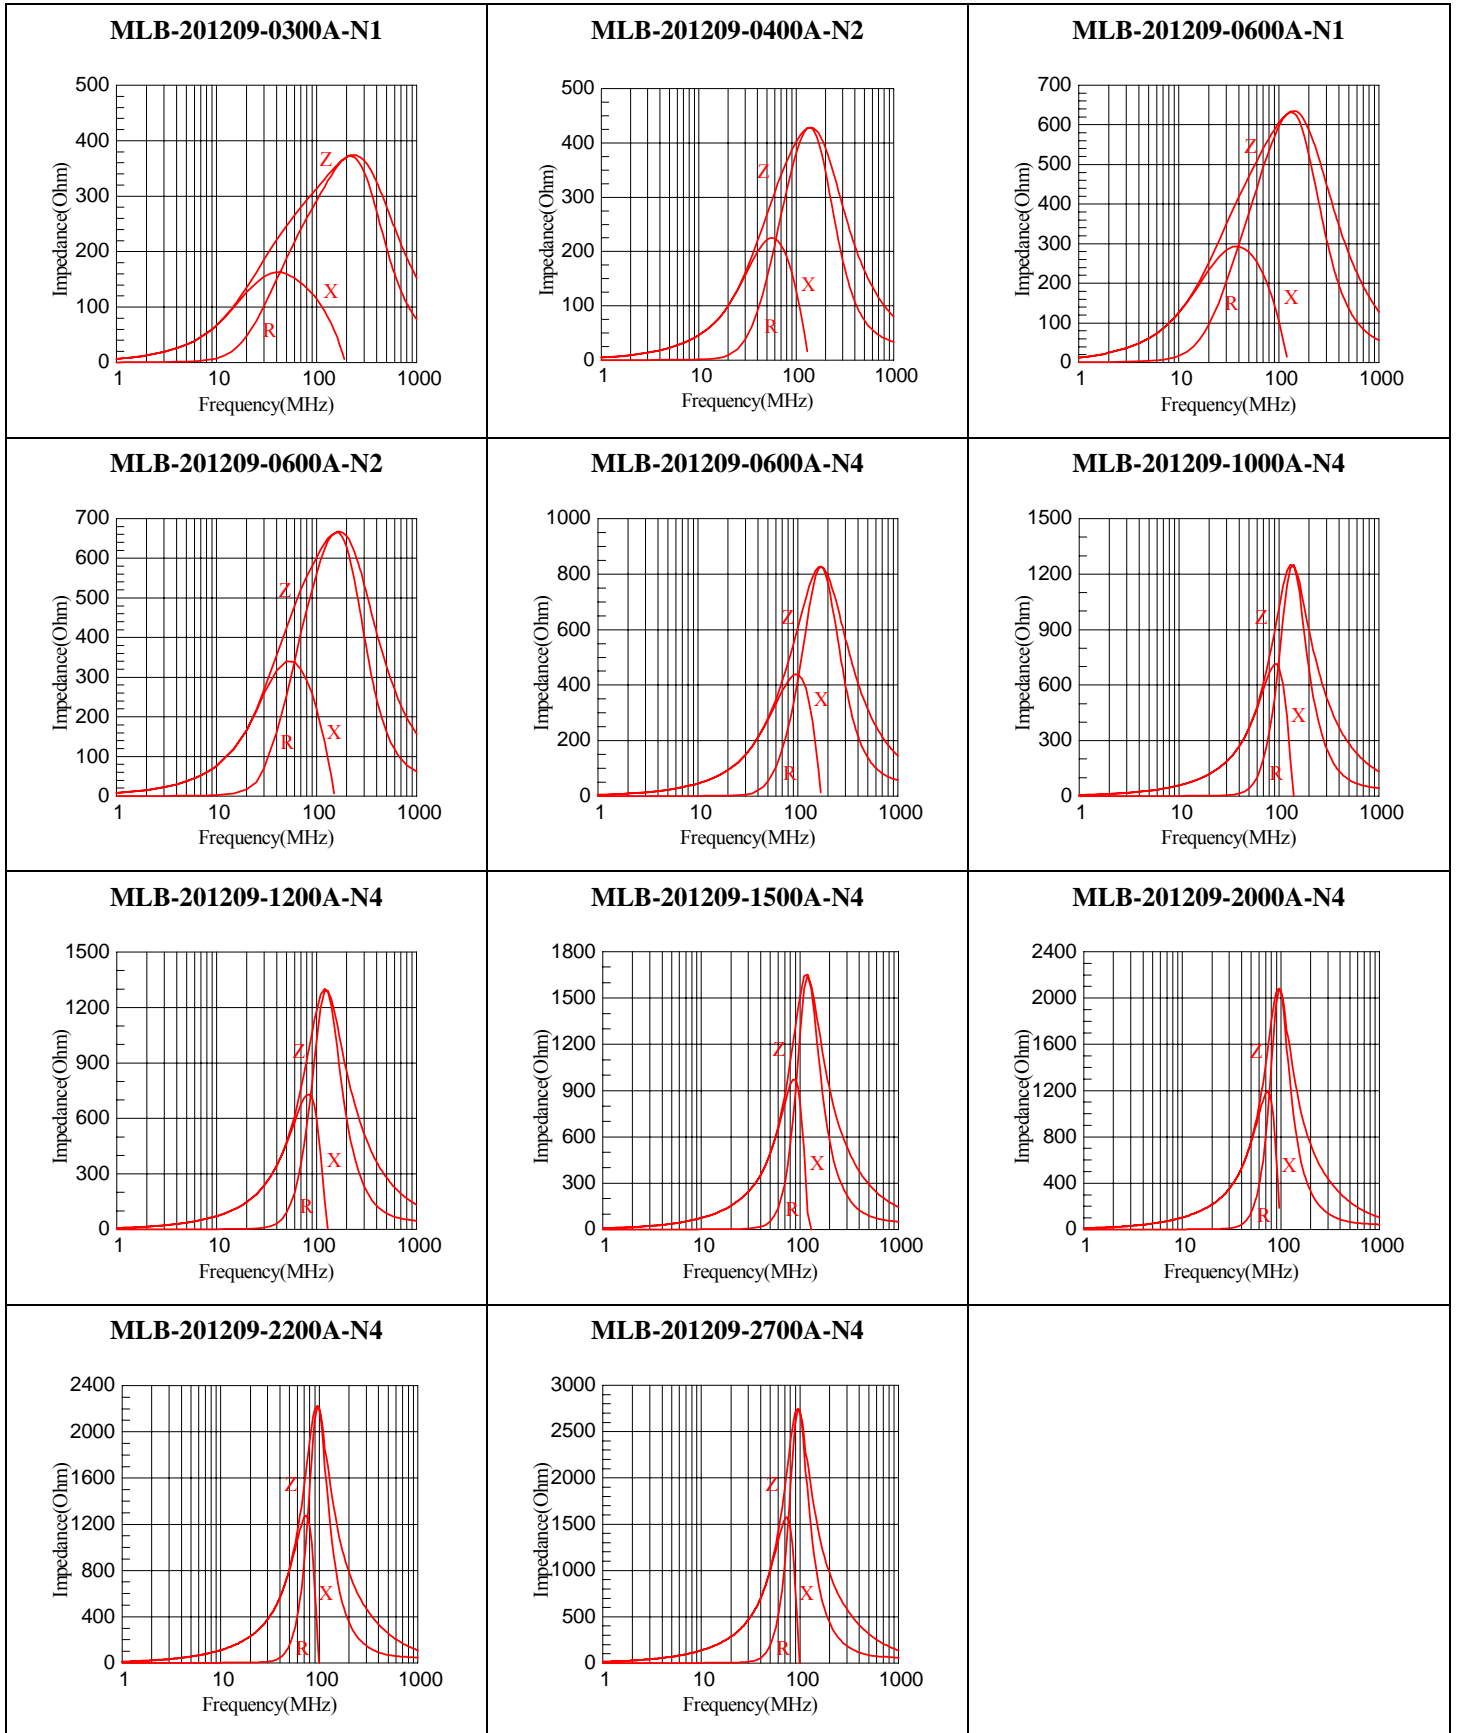 MLB-201209-0300A-N1
500
400
300
200
100
0
Impedance(Ohm)
Z
X
R
1 10 100 1000
Frequency(MHz)
MLB-201209-0400A-N2
500
400
300
200
100
0
Impedance(Ohm)
Z
X
R
1 10 100 1000
Frequency(MHz)
MLB-201209-0600A-N1
700
600
500
400
300
200
100
0
Impedance(Ohm)
Z
X
R
1 10 100 1000
Frequency(MHz)
MLB-201209-0600A-N2
700
600
500
400
300
200
100
0
Impedance(Ohm)
Z
X
R
1 10 100 1000
Frequency(MHz)
MLB-201209-0600A-N4
1000
800
600
400
200
0
Impedance(Ohm)
Z
X
R
1 10 100 1000
Frequency(MHz)
MLB-201209-1000A-N4
1500
1200
900
600
300
0
Impedance(Ohm)
Z
X
R
1 10 100 1000
Frequency(MHz)
MLB-201209-1200A-N4
1500
1200
900
600
300
0
Impedance(Ohm)
Z
X
R
1 10 100 1000
Frequency(MHz)
MLB-201209-1500A-N4
1800
1500
1200
900
600
300
0
Impedance(Ohm)
Z
X
R
1 10 100 1000
Frequency(MHz)
MLB-201209-2000A-N4
2400
2000
1600
1200
800
400
0
Impedance(Ohm)
Z
X
R
1 10 100 1000
Frequency(MHz)
MLB-201209-2200A-N4
2400
2000
1600
1200
800
400
0
Impedance(Ohm)
Z
X
R
1 10 100 1000
Frequency(MHz)
MLB-201209-2700A-N4
3000
2500
2000
1500
1000
500
0
Impedance(Ohm)
Z
X
R
1 10 100 1000
Frequency(MHz)